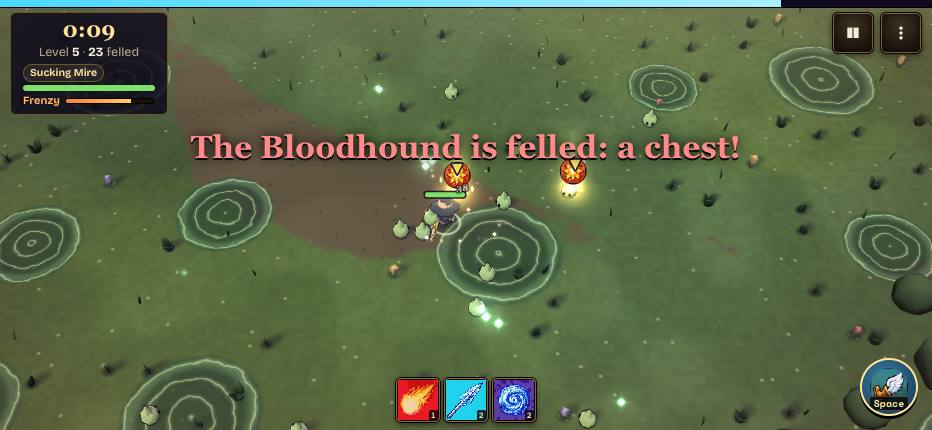 0:09
Level 5 · 23 felled
Sucking Mire
Frenzy
The Bloodhound is felled: a chest!
38
1
2
2
Space